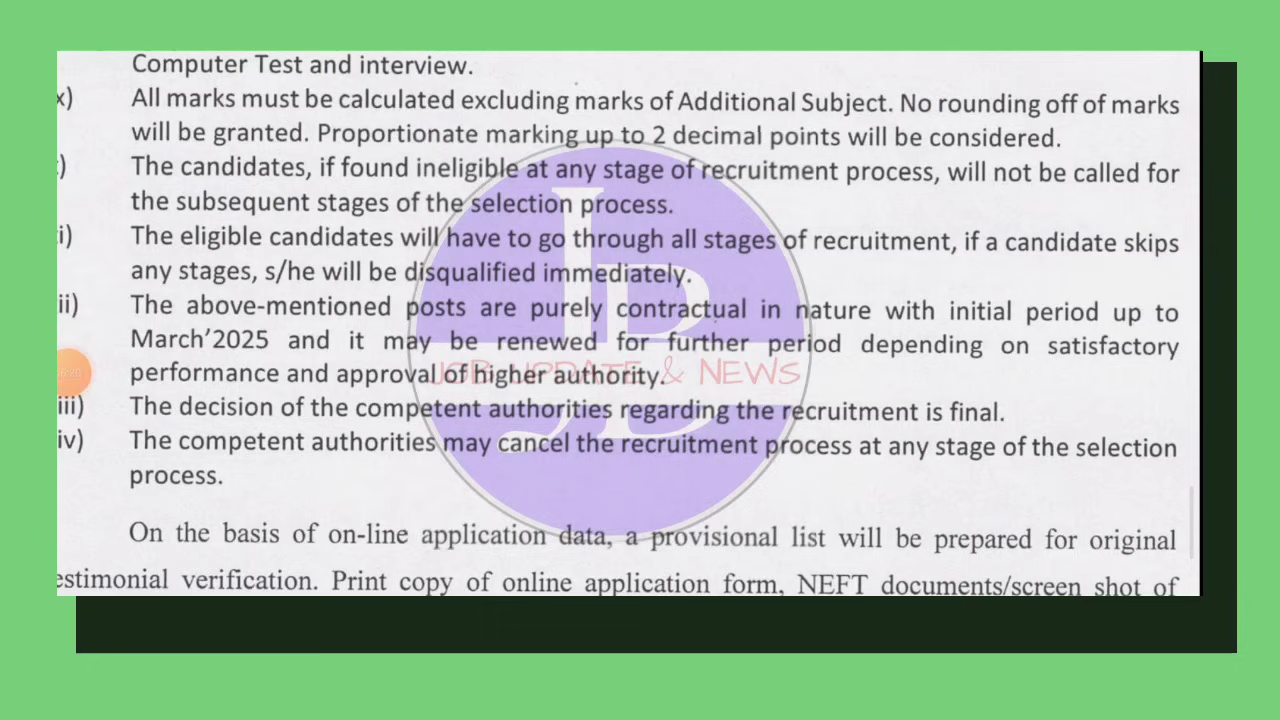 Computer Test and interview.
x) All marks must be calculated excluding marks of Additional Subject. No rounding off of marks
will be granted. Proportionate marking up to 2 decimal points will be considered.
) The candidates, if found ineligible at any stage of recruitment process, will not be called for
the subsequent stages of the selection process.
i) The eligible candidates will have to go through all stages of recruitment, if a candidate skips
any stages, s/he will be disqualified immediately.
ii) The above-mentioned posts are purely contractual in nature with initial period up to
March'2025 and it may be renewed for further period depending on satisfactory
performance and approval of higher authority.
JOB UPDATE & NEWS
iii) The decision of the competent authorities regarding the recruitment is final.
iv) The competent authorities may cancel the recruitment process at any stage of the selection
process.
On the basis of on-line application data, a provisional list will be prepared for original
estimonial verification. Print copy of online application form, NEFT documents/screen shot of